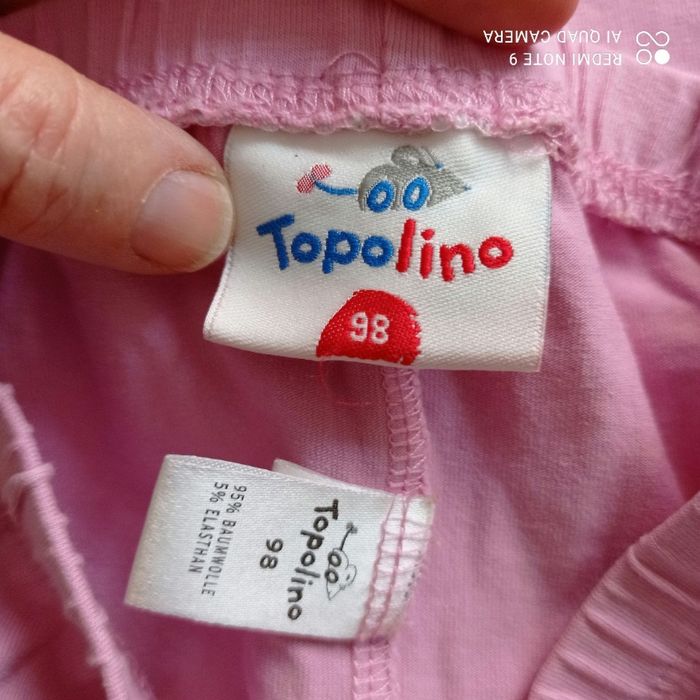 REDMI NOTE 9
AI QUAD CAMERA
Topolino
98
Topolino
98
95% BAUMWOLLE
5% ELASTHAN